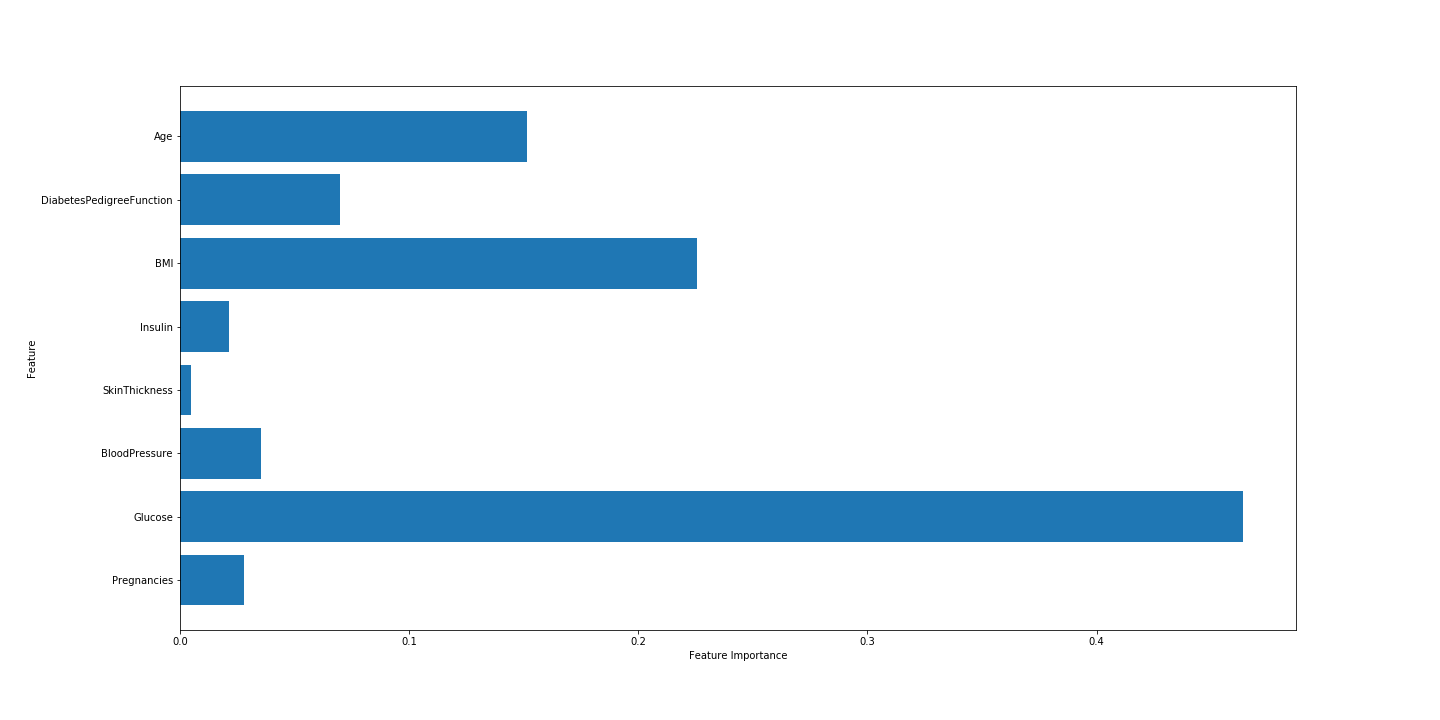 Age
DiabetesPedigreeFunction
BMI
Insulin
SkinThickness
BloodPressure
Glucose
Pregnancies
Feature
0.0 0.1 0.2 0.3 0.4
Feature Importance